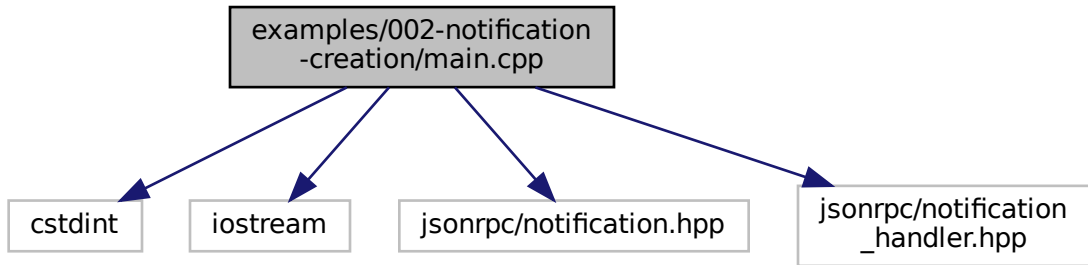 examples/002-notification
-creation/main.cpp
cstdint
iostream
jsonrpc/notification.hpp
jsonrpc/notification
_handler.hpp